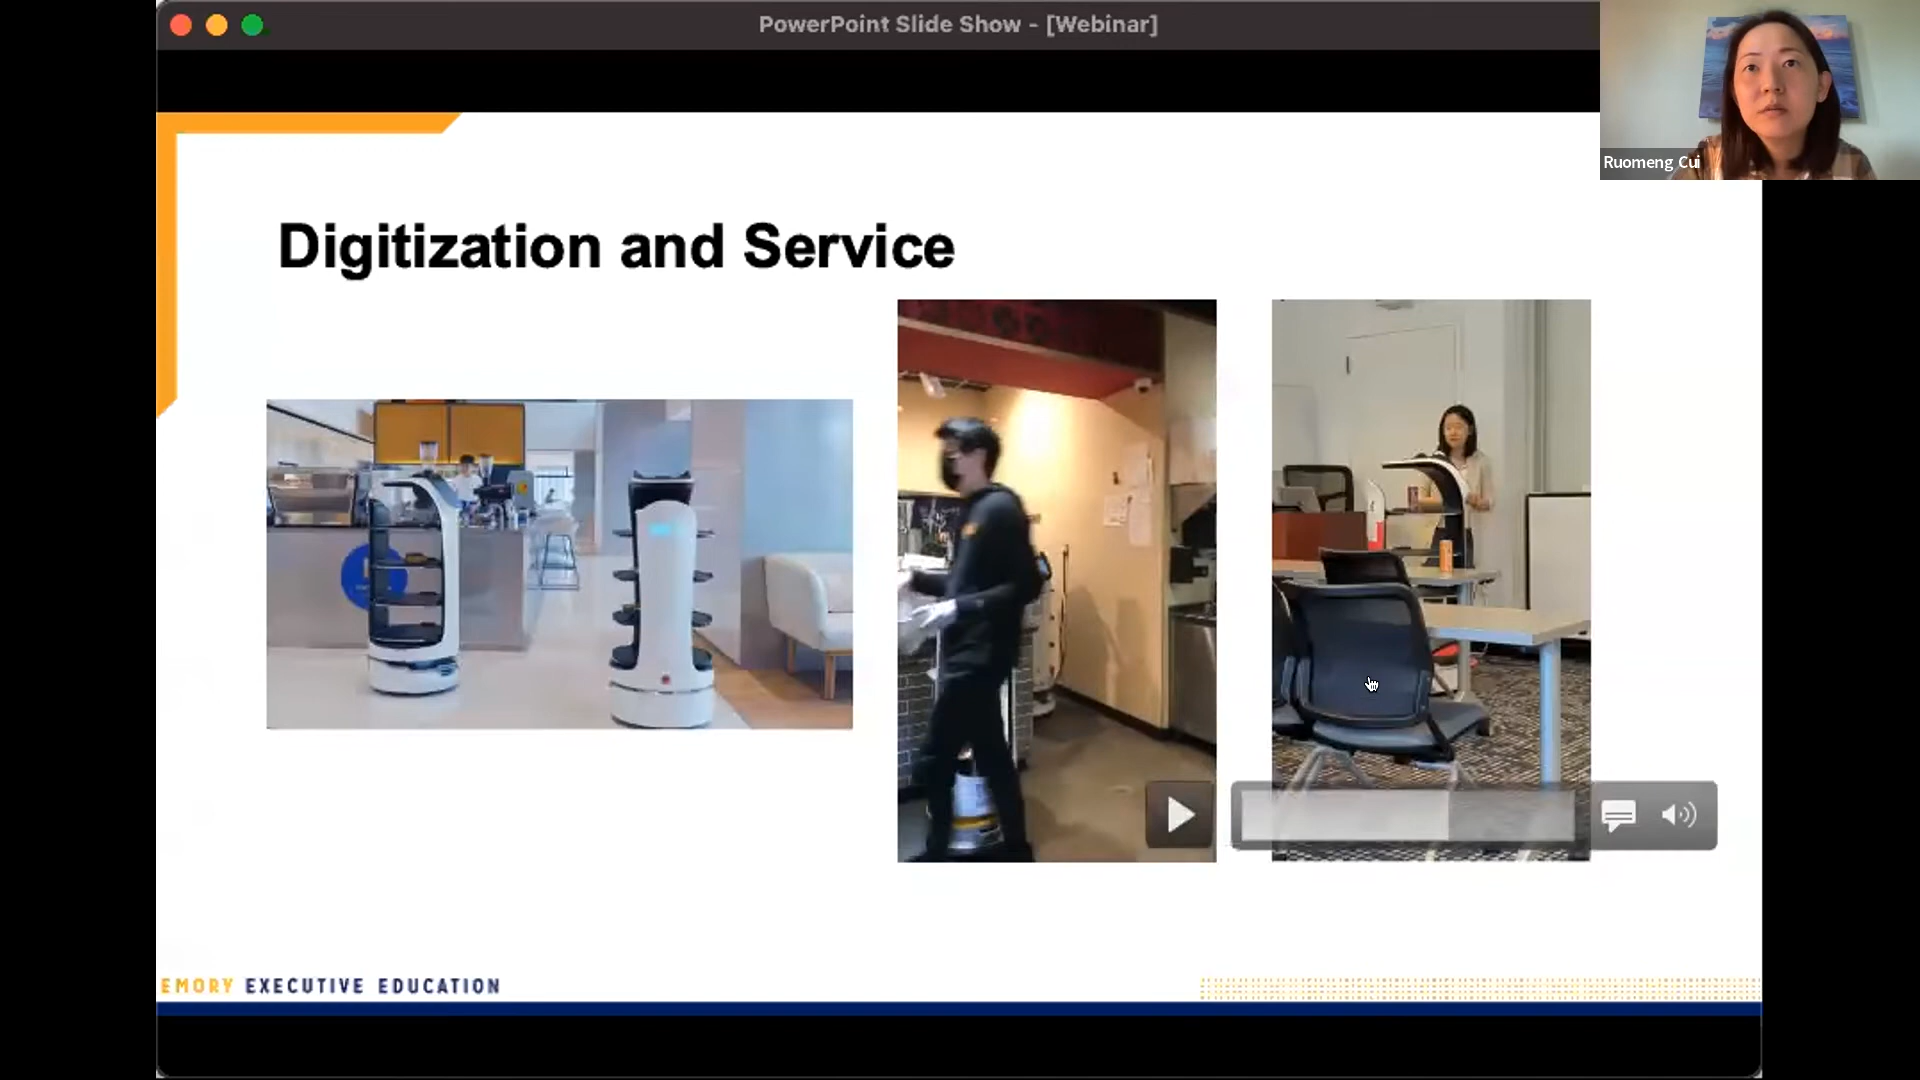 PowerPoint Slide Show - [Webinar]
Ruomeng Cui
Digitization and Service
EMORY EXECUTIVE EDUCATION